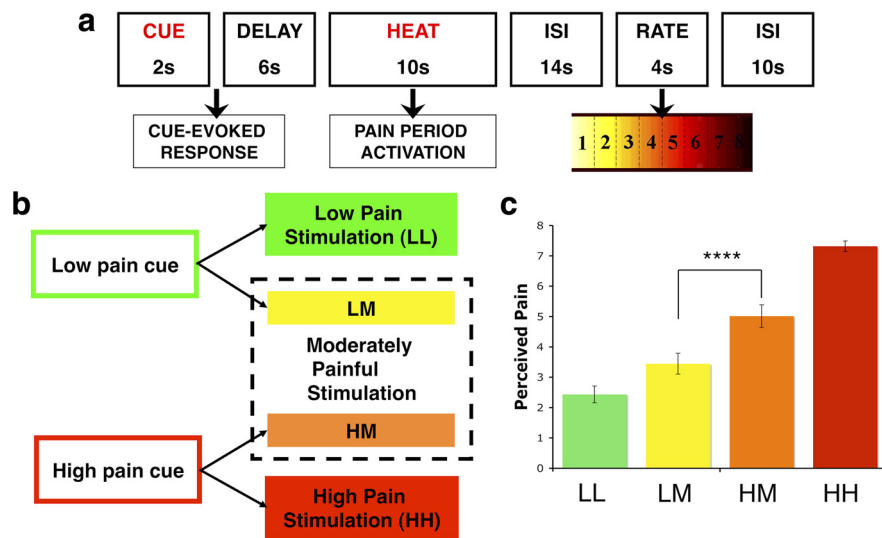 a
CUE
2s
DELAY
6s
HEAT
10s
ISI
14s
RATE
4s
ISI
10s
CUE-EVOKED
RESPONSE
PAIN PERIOD
ACTIVATION
1 2 3 4 5 6 7 8
b
Low pain cue
Low Pain
Stimulation (LL)
LM
Moderately
Painful
Stimulation
HM
High pain cue
High Pain
Stimulation (HH)
c
Perceived Pain
8
7
6
5
4
3
2
1
0
****
LL LM HM HH